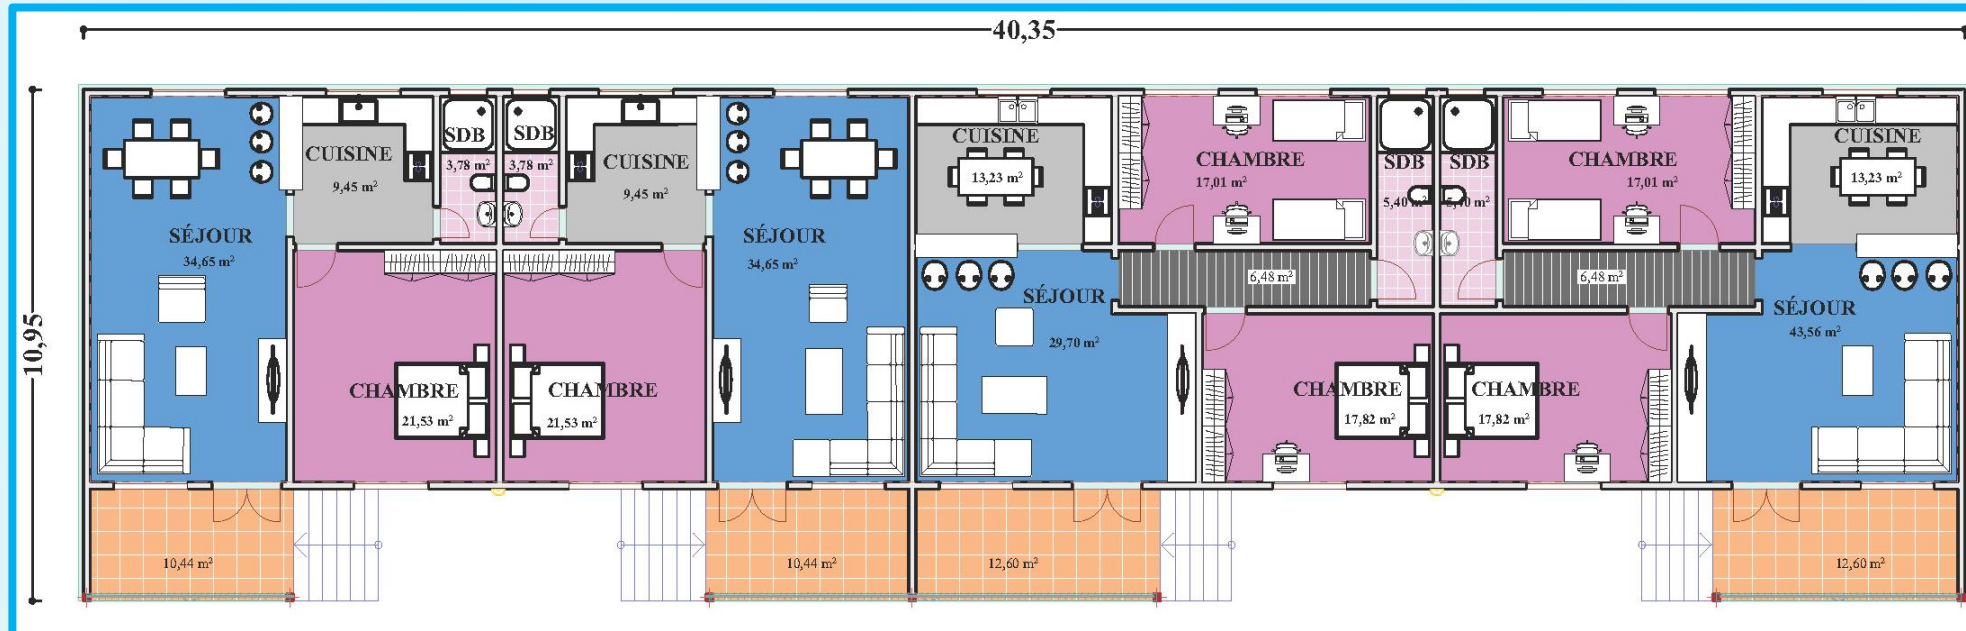 40,35
10,95
SÉJOUR
34,65 m²
CUISINE
9,45 m²
SDB
3,78 m²
CHAMBRE
21,53 m²
10,44 m²
SDB
3,78 m²
CUISINE
9,45 m²
CHAMBRE
21,53 m²
SÉJOUR
34,65 m²
10,44 m²
CUISINE
13,23 m²
SÉJOUR
29,70 m²
CHAMBRE
17,01 m²
SDB
5,40 m²
6,48 m²
CHAMBRE
17,82 m²
12,60 m²
SDB
5,40 m²
CHAMBRE
17,01 m²
6,48 m²
CHAMBRE
17,82 m²
CUISINE
13,23 m²
SÉJOUR
43,56 m²
12,60 m²